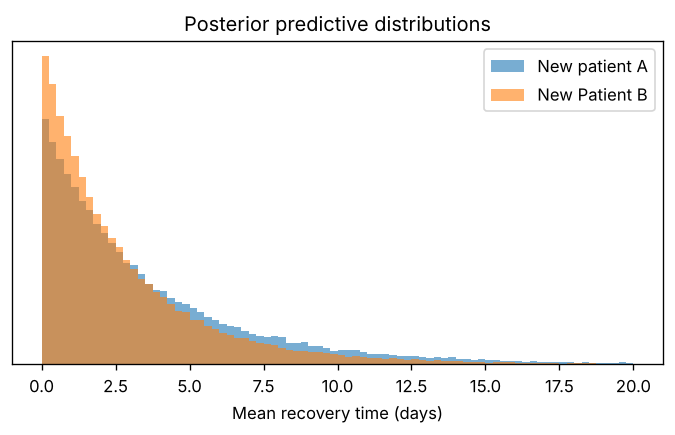 Posterior predictive distributions
New patient A
New Patient B
0.0 2.5 5.0 7.5 10.0 12.5 15.0 17.5 20.0
Mean recovery time (days)